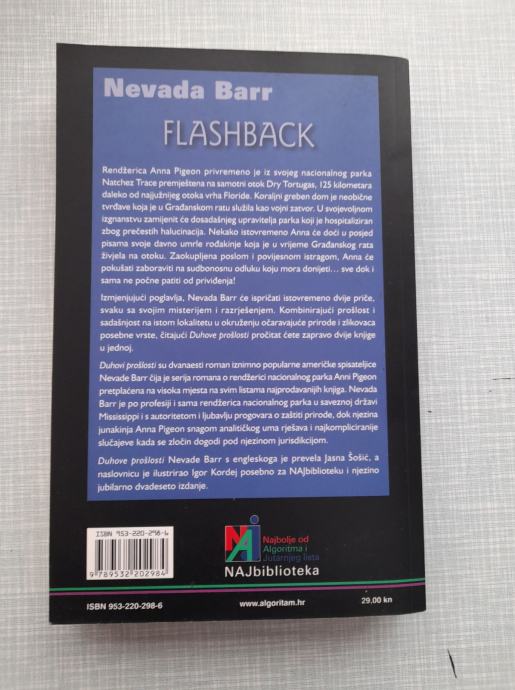 Nevada Barr
FLASHBACK
Rendžerica Anna Pigeon privremeno je iz svojeg nacionalnog parka
Natchez Trace premještena na samotni otok Dry Tortugas, 125 kilometara
daleko od najjužnijeg otoka vrha Floride. Koraljni greben dom je neobične
tvrđave koja je u Građanskom ratu služila kao vojni zatvor. U svojevoljnom
izgnanstvu zamijenit će dosadašnjeg upravitelja parka koji je hospitaliziran
zbog prečestih halucinacija. Nekako istovremeno Anna će doći u posjed
pisama svoje davno umrle rođakinje koja je u vrijeme Građanskog rata
živjela na otoku. Zaokupljena poslom i povijesnom istragom, Anna će
pokušati zaboraviti na sudbonosnu odluku koju mora donijeti... sve dok i
sama ne počne patiti od priviđenja!
Izmjenjujući poglavlja, Nevada Barr će ispričati istovremeno dvije priče,
svaku sa svojim misterijem i razrješenjem. Kombinirajući prošlost i
sadašnjost na istom lokalitetu u okruženju očaravajuće prirode i zlikovaca
posebne vrste, čitajući Duhove prošlosti pročitat ćete zapravo dvije knjige
u jednoj.
Duhovi prošlosti su dvanaesti roman iznimno popularne američke spisateljice
Nevade Barr čija je serija romana o rendžerici nacionalnog parka Anni Pigeon
pretplaćena na visoka mjesta na svim listama najprodavanijih knjiga. Nevada
Barr je po profesiji i sama rendžerica nacionalnog parka u saveznoj državi
Mississippi i s autoritetom i ljubavlju progovara o zaštiti prirode, dok njezina
junakinja Anna Pigeon snagom analitičkog uma rješava i najkompliciranije
slučajeve kada se zločin dogodi pod njezinom jurisdikcijom.
Duhove prošlosti Nevade Barr s engleskoga je prevela Jasna Šošić, a
naslovnicu je ilustrirao Igor Kordej posebno za NAJbiblioteku i njezino
jubilarno dvadeseto izdanje.
ISBN 953-220-298-6
9 789532 202984
NAJ
Najbolje od
Algoritma i
Jutarnjeg lista
NAJbiblioteka
ISBN 953-220-298-6
www.algoritam.hr
29,00 kn